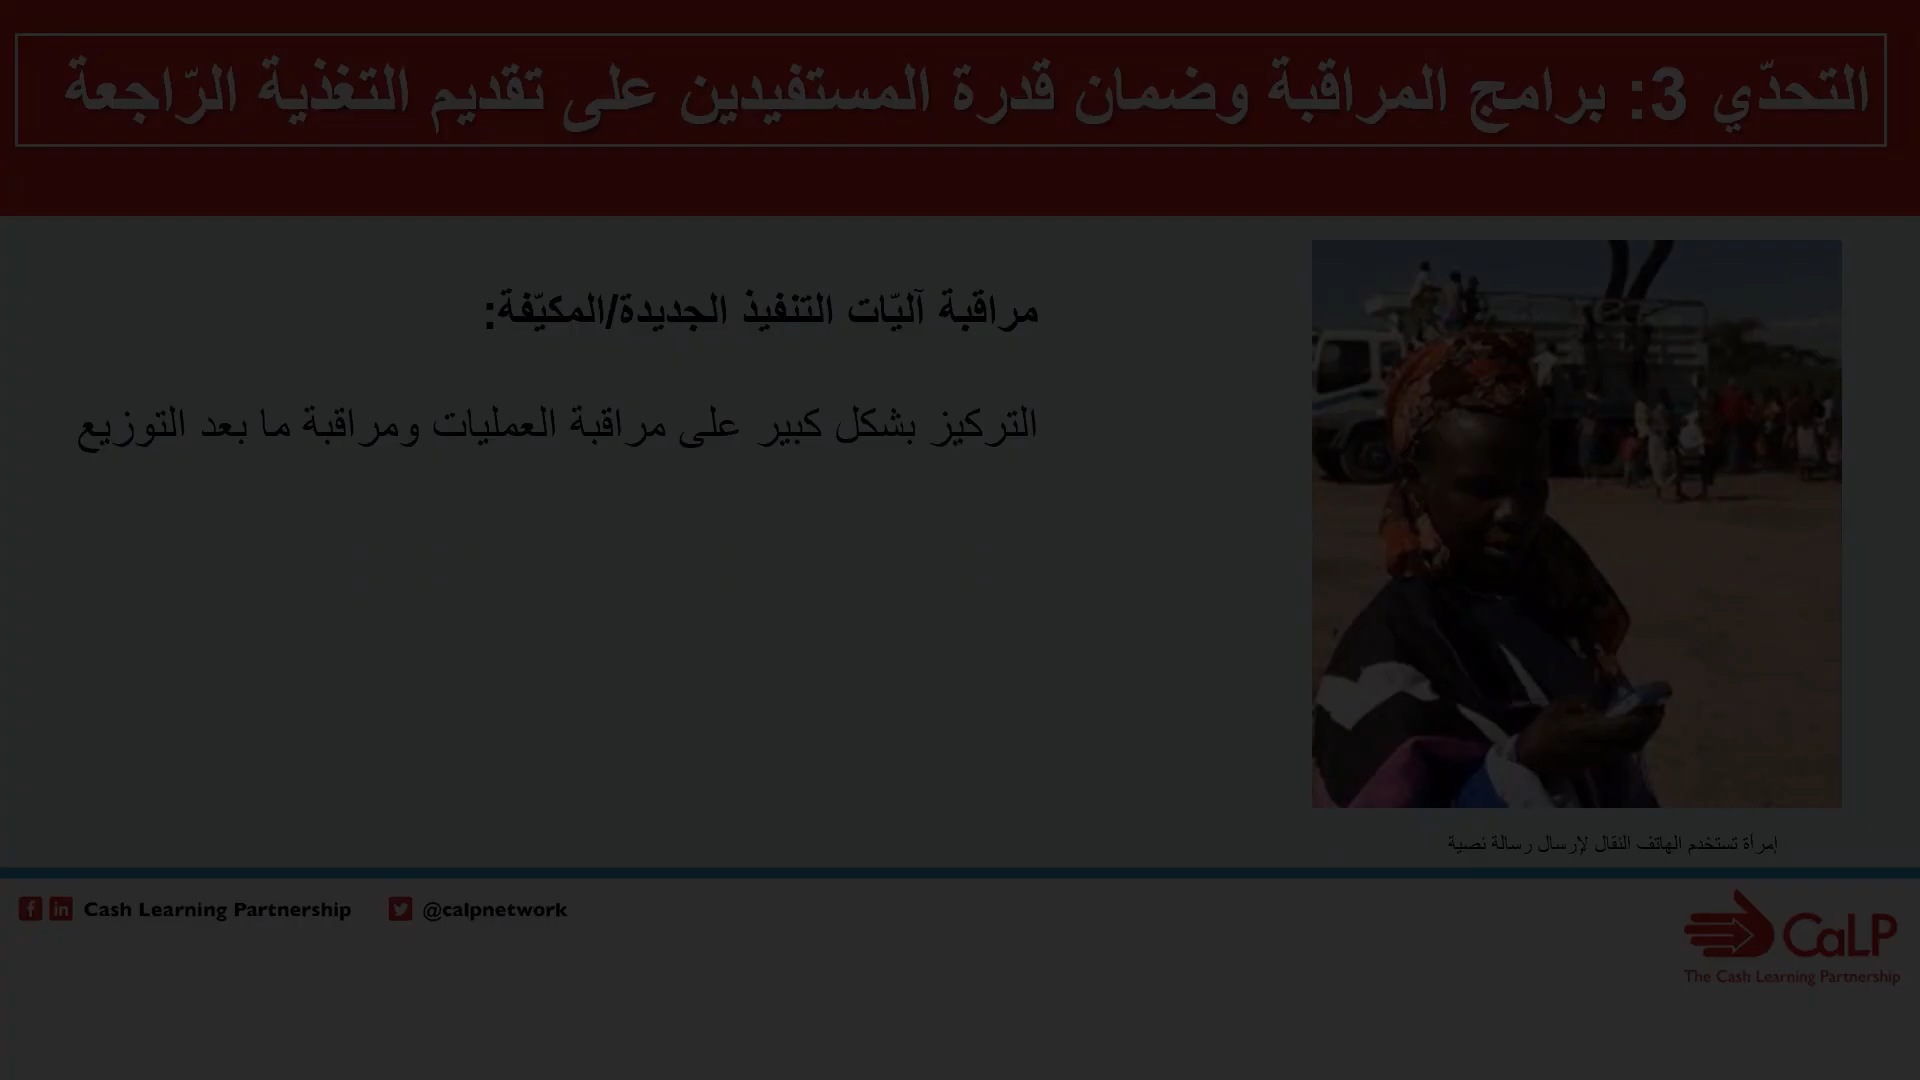 التحدّي 3: برامج المراقبة وضمان قدرة المستفيدين على تقديم التغذية الرّاجعة
مراقبة آليّات التنفيذ الجديدة/المكيّفة:
التركيز بشكل كبير على مراقبة العمليات ومراقبة ما بعد التوزيع
إمرأة تستخدم الهاتف النقال لإرسال رسالة نصية
Cash Learning Partnership @calpnetwork
CaLP
The Cash Learning Partnership